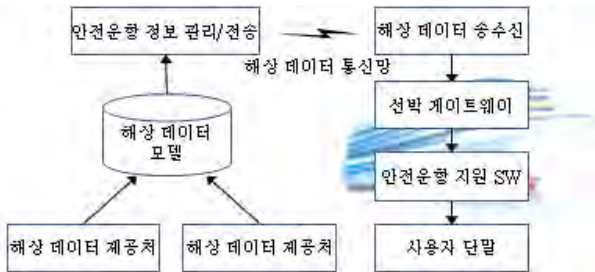 안전운항 정보 관리/전송
해상 데이터 송수신
해상 데이터 통신망
선박 게이트웨이
해상 데이터
모델
안전운항 지원 SW
해상 데이터 제공처
해상 데이터 제공처
사용자 단말